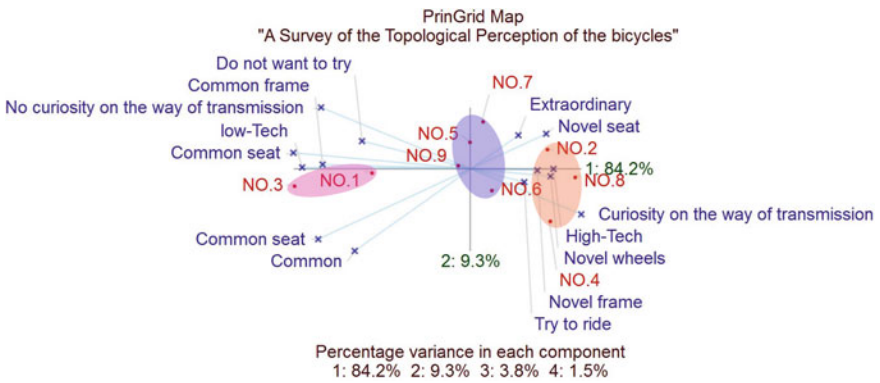 PrinGrid Map
"A Survey of the Topological Perception of the bicycles"
Do not want to try
NO.7
Common frame
Extraordinary
No curiosity on the way of transmission
Novel seat
low-Tech
NO.5
NO.2
Common seat
NO.9
1: 84.2%
NO.3
NO.1
NO.6
NO.8
Curiosity on the way of transmission
Common seat
High-Tech
Common
2: 9.3%
Novel wheels
NO.4
Novel frame
Try to ride
Percentage variance in each component
1: 84.2% 2: 9.3% 3: 3.8% 4: 1.5%